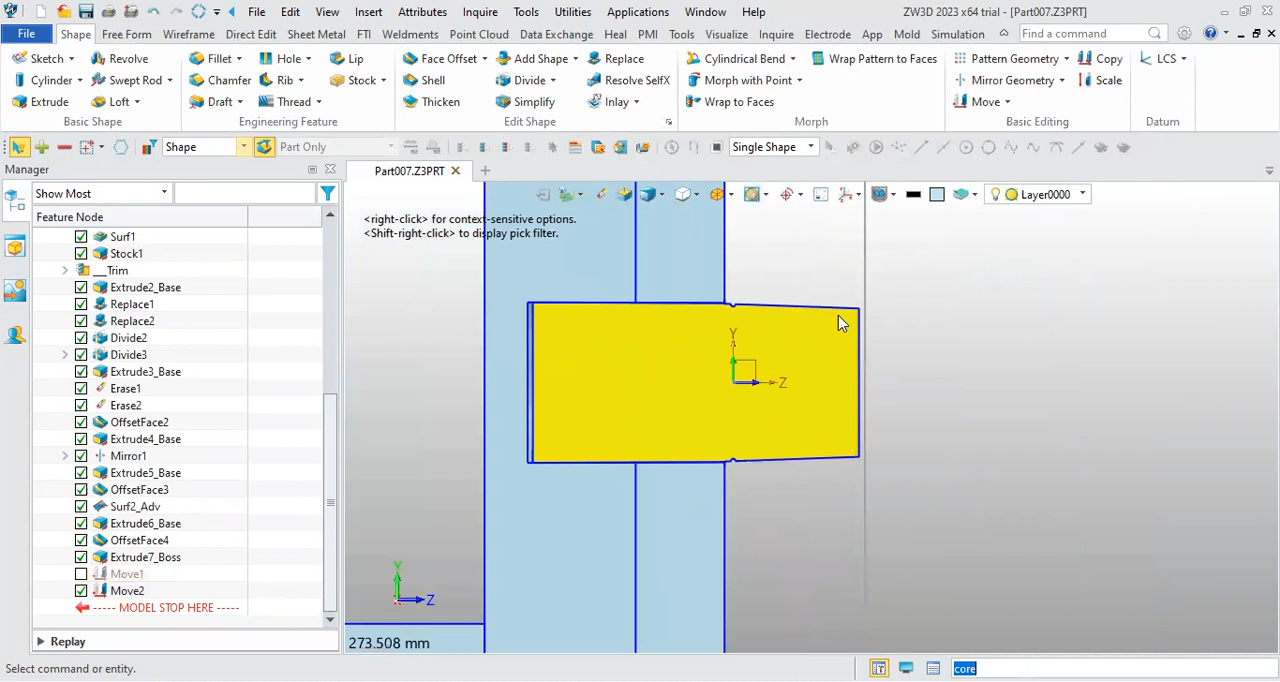 File Edit View Insert Attributes Inquire Tools Utilities Applications Window Help ZW3D 2023 x64 trial - [Part007.Z3PRT]
File Shape Free Form Wireframe Direct Edit Sheet Metal FTI Weldments Point Cloud Data Exchange Heal PMI Tools Visualize Inquire Electrode App Mold Simulation Find a command
Sketch Revolve Fillet Hole Lip Face Offset Add Shape Replace Cylindrical Bend Wrap Pattern to Faces Pattern Geometry Copy LCS
Cylinder Swept Rod Chamfer Rib Stock Shell Divide Resolve SelfX Morph with Point Mirror Geometry Scale
Extrude Loft Draft Thread Thicken Simplify Inlay Wrap to Faces Move
Basic Shape Engineering Feature Edit Shape Morph Basic Editing Datum
Shape Part Only Single Shape
Manager Part007.Z3PRT
Show Most Layer0000
Feature Node
<right-click> for context-sensitive options.
<Shift-right-click> to display pick filter.
Surf1
Stock1
__Trim
Extrude2_Base
Replace1
Replace2
Divide2
Divide3
Extrude3_Base
Erase1
Erase2
OffsetFace2
Extrude4_Base
Mirror1
Extrude5_Base
OffsetFace3
Surf2_Adv
Extrude6_Base
OffsetFace4
Extrude7_Boss
Move1
Move2
----- MODEL STOP HERE -----
Y
Z
Y
Z
Replay
273.508 mm
Select command or entity. core